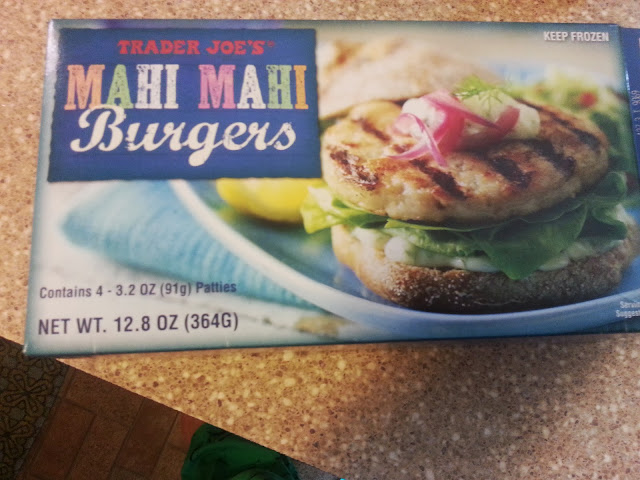 TRADER JOE'S
KEEP FROZEN
MAHI MAHI
Burgers
Contains 4 - 3.2 OZ (91g) Patties
NET WT. 12.8 OZ (364G)